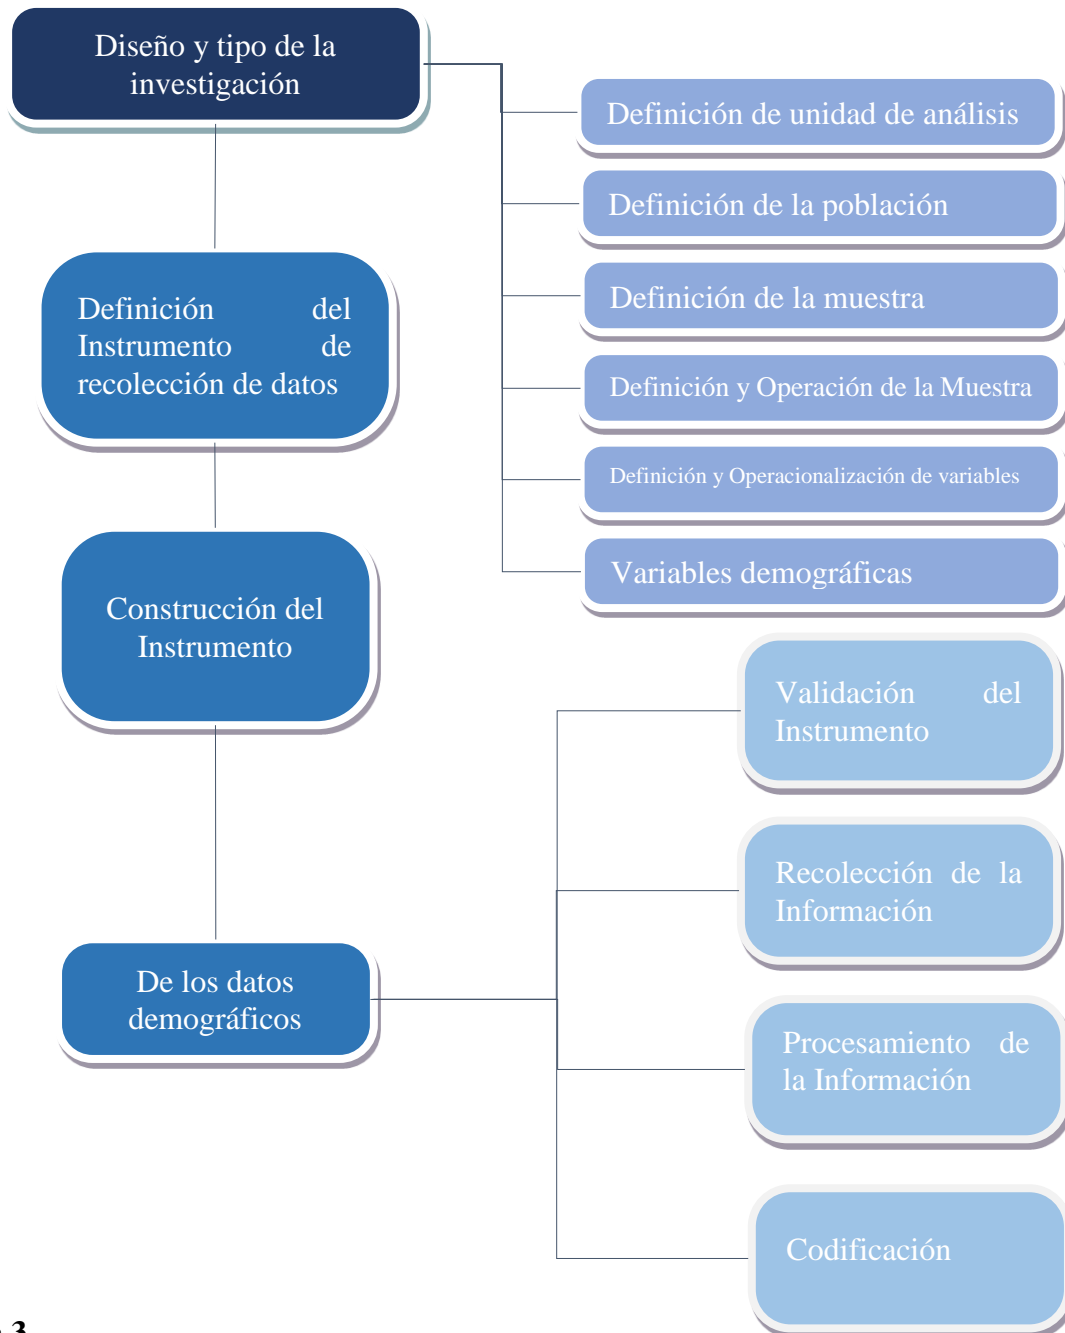 Diseño y tipo de la
investigación
Definición de unidad de análisis
Definición de la población
Definición de la muestra
Definición y Operación de la Muestra
Definición y Operacionalización de variables
Variables demográficas
Definición del
Instrumento de
recolección de datos
Construcción del
Instrumento
De los datos
demográficos
Validación del
Instrumento
Recolección de la
Información
Procesamiento de
la Información
Codificación
3